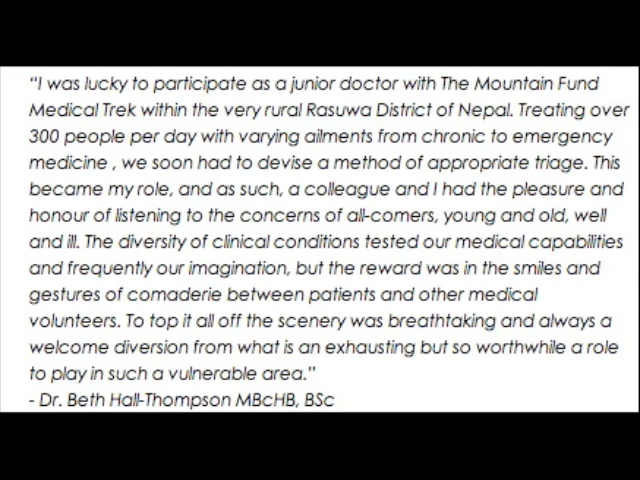 “I was lucky to participate as a junior doctor with The Mountain Fund
Medical Trek within the very rural Rasuwa District of Nepal. Treating over
300 people per day with varying ailments from chronic to emergency
medicine , we soon had to devise a method of appropriate triage. This
became my role, and as such, a colleague and I had the pleasure and
honour of listening to the concerns of all-comers, young and old, well
and ill. The diversity of clinical conditions tested our medical capabilities
and frequently our imagination, but the reward was in the smiles and
gestures of comaderie between patients and other medical
volunteers. To top it all off the scenery was breathtaking and always a
welcome diversion from what is an exhausting but so worthwhile a role
to play in such a vulnerable area.”
- Dr. Beth Hall-Thompson MBcHB, BSc